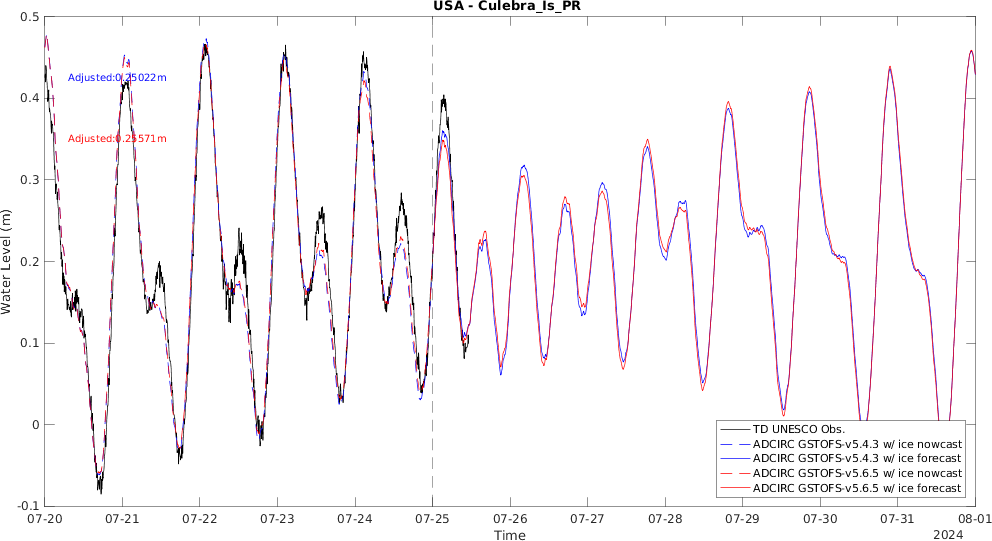 USA - Culebra_Is_PR
0.5
0.4
0.3
0.2
0.1
0
-0.1
Water Level (m)
Adjusted:0.25022m
Adjusted:0.25571m
TD UNESCO Obs.
ADCIRC GSTOFS-v5.4.3 w/ ice nowcast
ADCIRC GSTOFS-v5.4.3 w/ ice forecast
ADCIRC GSTOFS-v5.6.5 w/ ice nowcast
ADCIRC GSTOFS-v5.6.5 w/ ice forecast
07-20 07-21 07-22 07-23 07-24 07-25 07-26 07-27 07-28 07-29 07-30 07-31 08-01
Time
2024